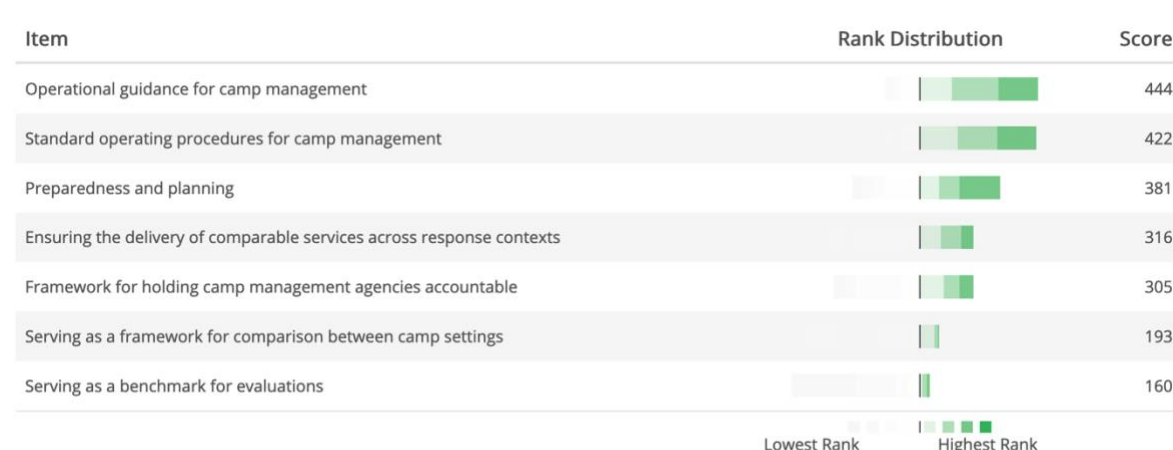 Item Rank Distribution Score
Operational guidance for camp management 444
Standard operating procedures for camp management 422
Preparedness and planning 381
Ensuring the delivery of comparable services across response contexts 316
Framework for holding camp management agencies accountable 305
Serving as a framework for comparison between camp settings 193
Serving as a benchmark for evaluations 160
Lowest Rank Highest Rank